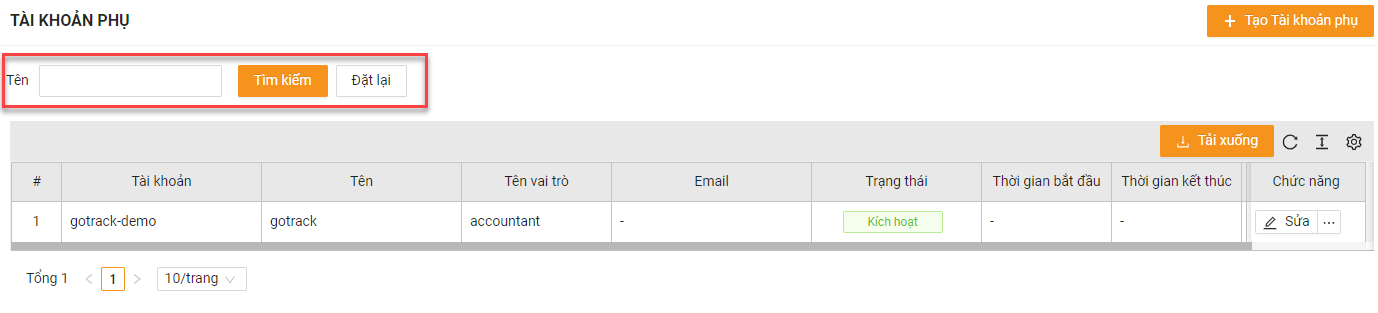 TÀI KHOẢN PHỤ
+ Tạo Tài khoản phụ
Tên Tìm kiếm Đặt lại
Tải xuống
# Tài khoản Tên Tên vai trò Email Trạng thái Thời gian bắt đầu Thời gian kết thúc Chức năng
1 gotrack-demo gotrack accountant - Kích hoạt - - Sửa ...
Tổng 1 < 1 > 10/trang